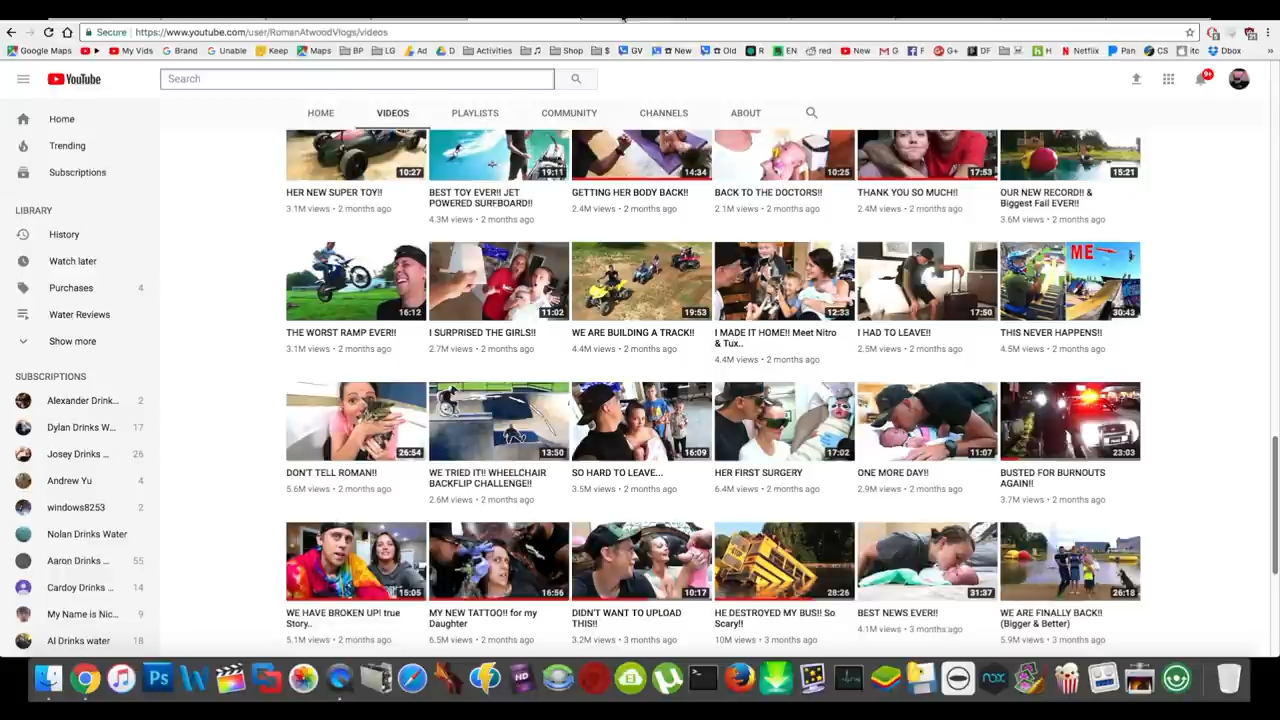 Secure https://www.youtube.com/user/RomanAtwoodVlogs/videos
Google Maps My Vids Brand Unable Keep Maps BP LG Ad D Activities Shop $ GV New Old R EN red New G F G+ DF H Netflix Pan CS itc Dbox
YouTube Search 9+
HOME VIDEOS PLAYLISTS COMMUNITY CHANNELS ABOUT
Home
Trending
Subscriptions
LIBRARY
History
Watch later
Purchases 4
Water Reviews
Show more
SUBSCRIPTIONS
Alexander Drink... 2
Dylan Drinks W... 17
Josey Drinks ... 26
Andrew Yu 4
windows8253 2
Nolan Drinks Water
Aaron Drinks ... 55
Cardoy Drinks ... 14
My Name is Nic... 9
Al Drinks water 18
10:27 19:11 14:34 10:25 17:53 15:21
HER NEW SUPER TOY!!
3.1M views • 2 months ago
BEST TOY EVER!! JET
POWERED SURFBOARD!!
4.3M views • 2 months ago
GETTING HER BODY BACK!!
2.4M views • 2 months ago
BACK TO THE DOCTORS!!
2.1M views • 2 months ago
THANK YOU SO MUCH!!
2.4M views • 2 months ago
OUR NEW RECORD!! &
Biggest Fail EVER!!
3.6M views • 2 months ago
ME
16:12 11:02 19:53 12:33 17:50 30:43
THE WORST RAMP EVER!!
3.1M views • 2 months ago
I SURPRISED THE GIRLS!!
2.7M views • 2 months ago
WE ARE BUILDING A TRACK!!
4.4M views • 2 months ago
I MADE IT HOME!! Meet Nitro
& Tux..
4.4M views • 2 months ago
I HAD TO LEAVE!!
2.5M views • 2 months ago
THIS NEVER HAPPENS!!
4.5M views • 2 months ago
26:54 13:50 16:09 17:02 11:07 23:03
DON'T TELL ROMAN!!
5.6M views • 2 months ago
WE TRIED IT!! WHEELCHAIR
BACKFLIP CHALLENGE!!
2.6M views • 2 months ago
SO HARD TO LEAVE...
3.5M views • 2 months ago
HER FIRST SURGERY
6.4M views • 2 months ago
ONE MORE DAY!!
2.9M views • 2 months ago
BUSTED FOR BURNOUTS
AGAIN!!
3.7M views • 2 months ago
15:05 16:56 10:17 28:26 31:37 26:18
WE HAVE BROKEN UP! true
Story..
5.1M views • 2 months ago
MY NEW TATTOO!! for my
Daughter
6.5M views • 2 months ago
DIDN'T WANT TO UPLOAD
THIS!!
3.2M views • 3 months ago
HE DESTROYED MY BUS!! So
Scary!!
10M views • 3 months ago
BEST NEWS EVER!!
4.1M views • 3 months ago
WE ARE FINALLY BACK!!
(Bigger & Better)
5.9M views • 3 months ago
Ps HD nox